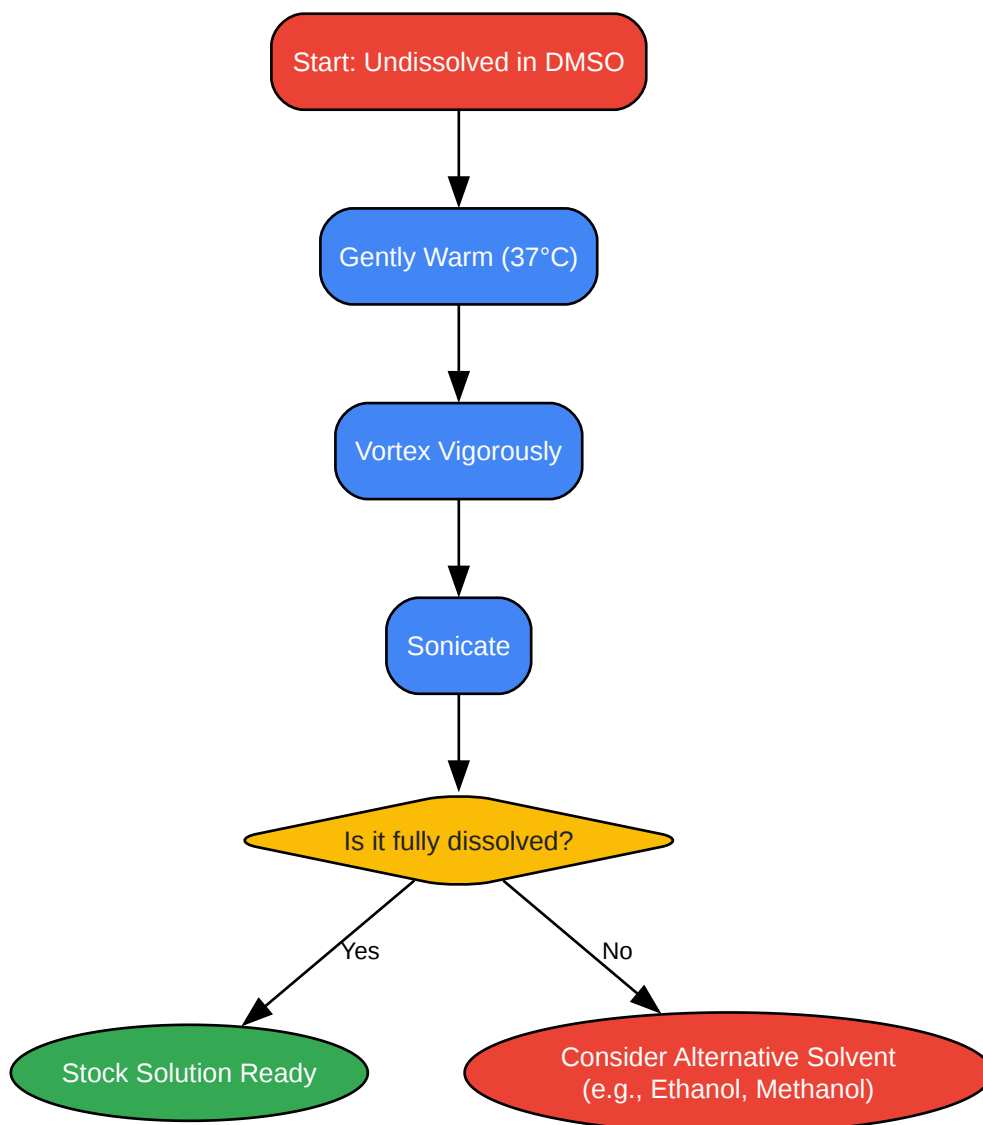 Start: Undissolved in DMSO
Gently Warm (37°C)
Vortex Vigorously
Sonicate
Is it fully dissolved?
Yes
No
Stock Solution Ready
Consider Alternative Solvent
(e.g., Ethanol, Methanol)